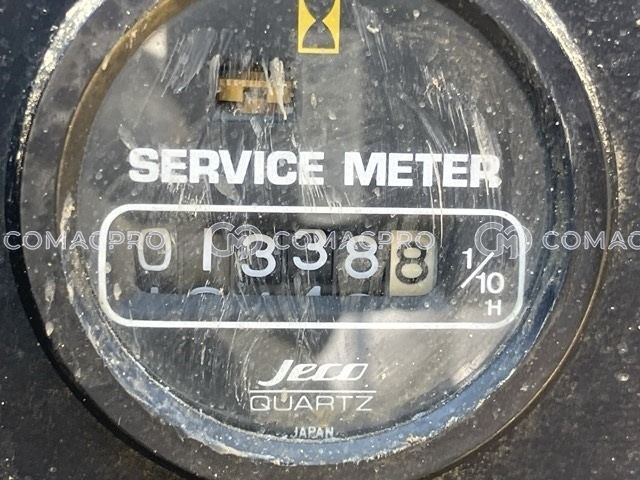 SERVICE METER
013388 1/10 H
Jeco
QUARTZ
JAPAN
COMACPRO COMACPRO COMACPRO